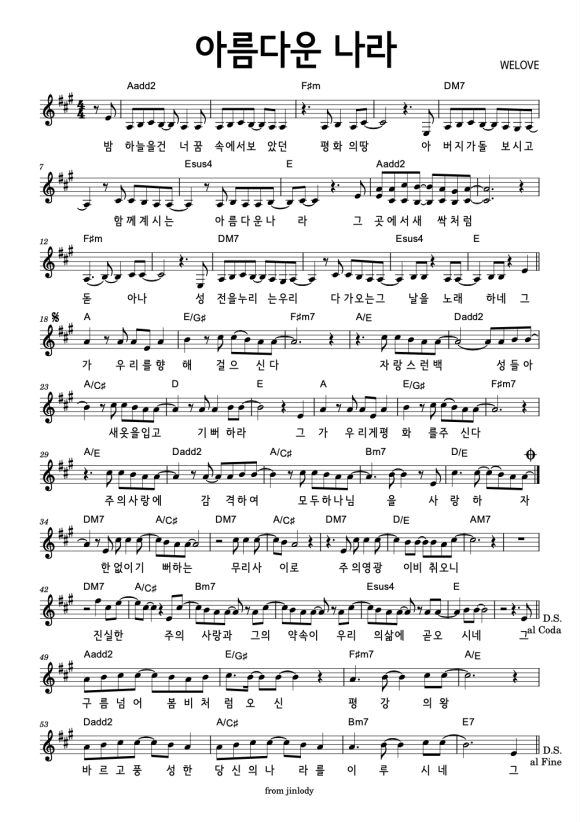 아름다운 나라
WELOVE
Aadd2 F♯m DM7
밤 하늘을건 너꿈 속에서보 았던 평화 의땅 아 버지가돌 보시고
7
Esus4 E Aadd2
함께계시는 아름다운나 라 그 곳에서새 싹처럼
12
F♯m DM7 Esus4 E
돋 아나 성 전을누리 는우리 다가오는그 날을 노래 하네 그
18 A E/G♯ F♯m7 A/E Dadd2
가 우리를향 해 걸으 신다 자랑스런백 성들아
23 A/C♯ D E A E/G♯ F♯m7
새옷을입고 기뻐 하라 그 가 우리게평 화 를주 신다
29 A/E Dadd2 A/C♯ Bm7 D/E
주의사랑에 감 격하여 모두하나님 을 사 랑 하 자
34 DM7 A/C♯ DM7 A/C♯ DM7 D/E AM7
한없이기 뻐하는 무리사 이로 주의영광 이비 춰오니
42 DM7 A/C♯ Bm7 Esus4 E
D.S.
al Coda
진실한 주의 사랑과 그의 약속이 우리 의삶에 곧오 시네 그
49 Aadd2 E/G♯ F♯m7 A/E
구름넘어 봄비처럼오신 평강 의왕
53 Dadd2 A/C♯ Bm7 E7
D.S.
al Fine
바르고풍 성한 당신의나 라를 이루 시네 그
from jinlody